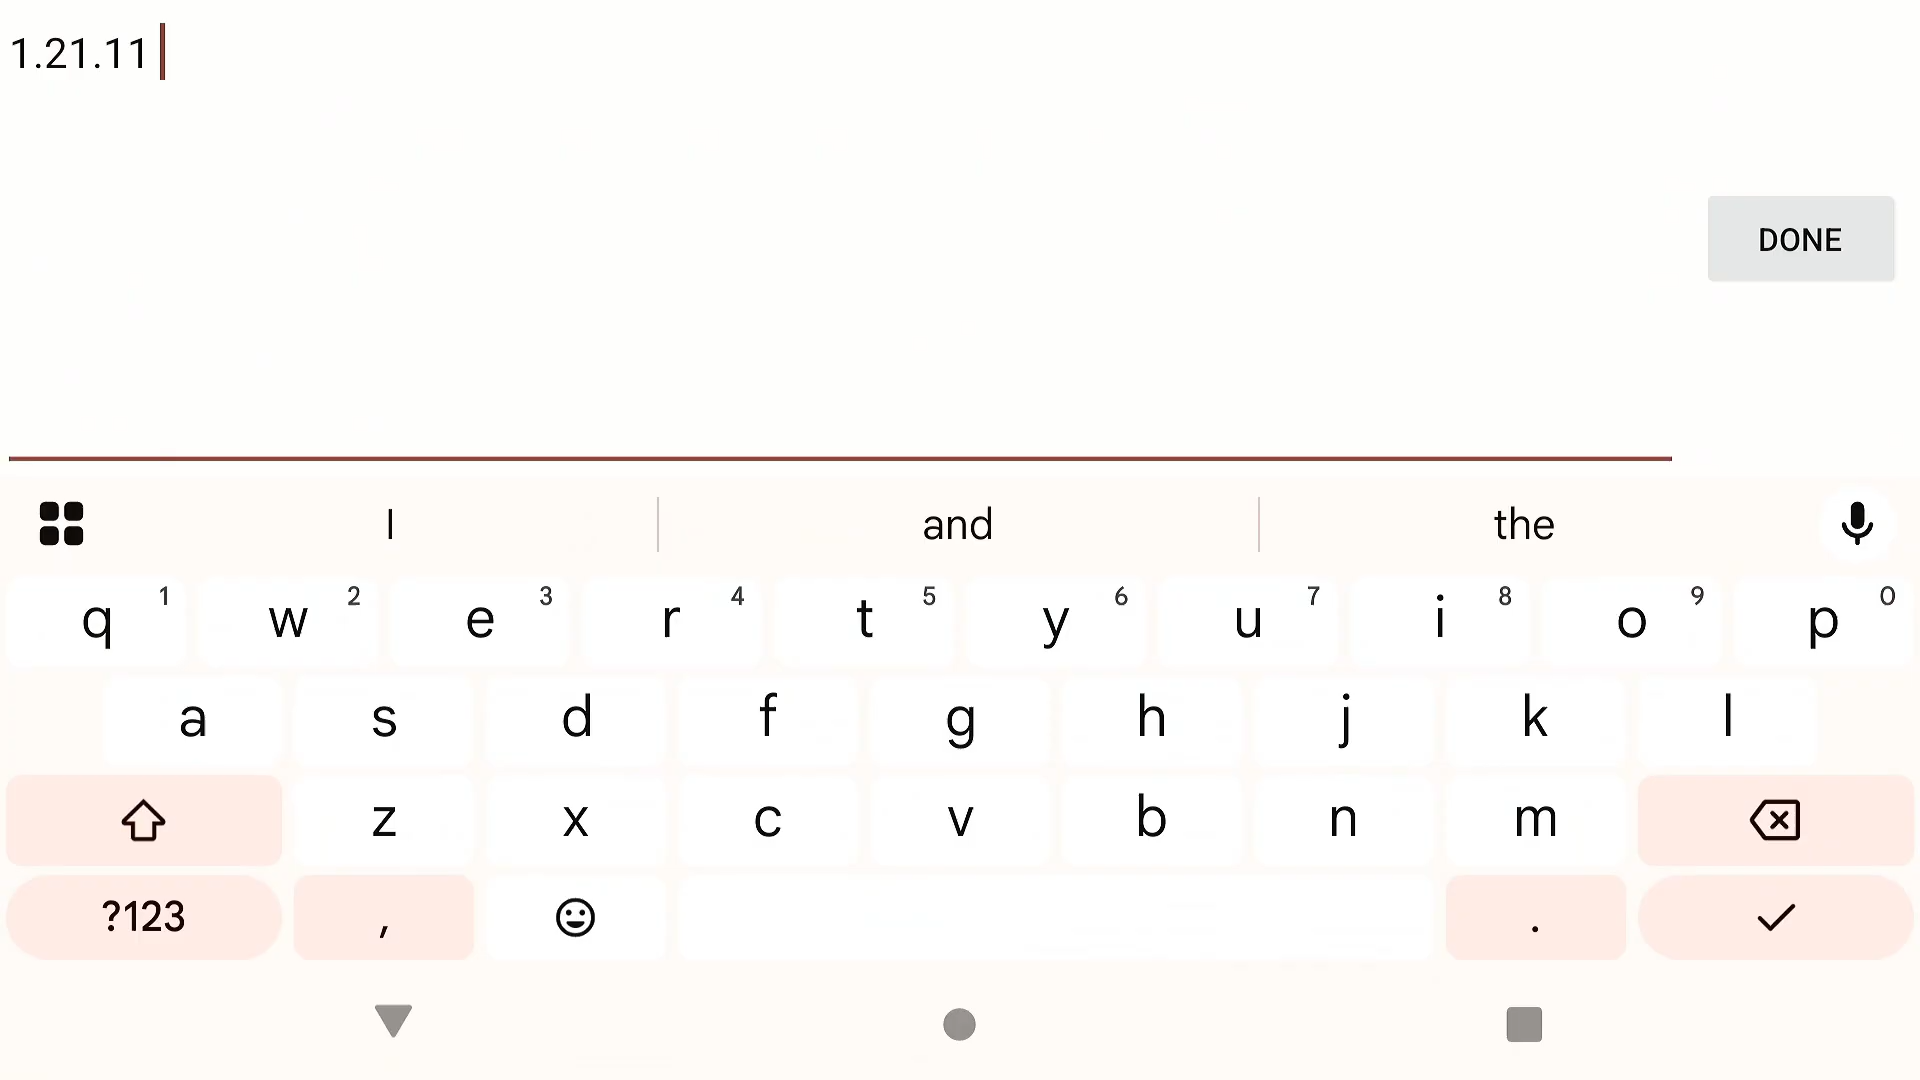 1.21.11
DONE
I and the
q 1 w 2 e 3 r 4 t 5 y 6 u 7 i 8 o 9 p 0
a s d f g h j k l
z x c v b n m
?123 , .